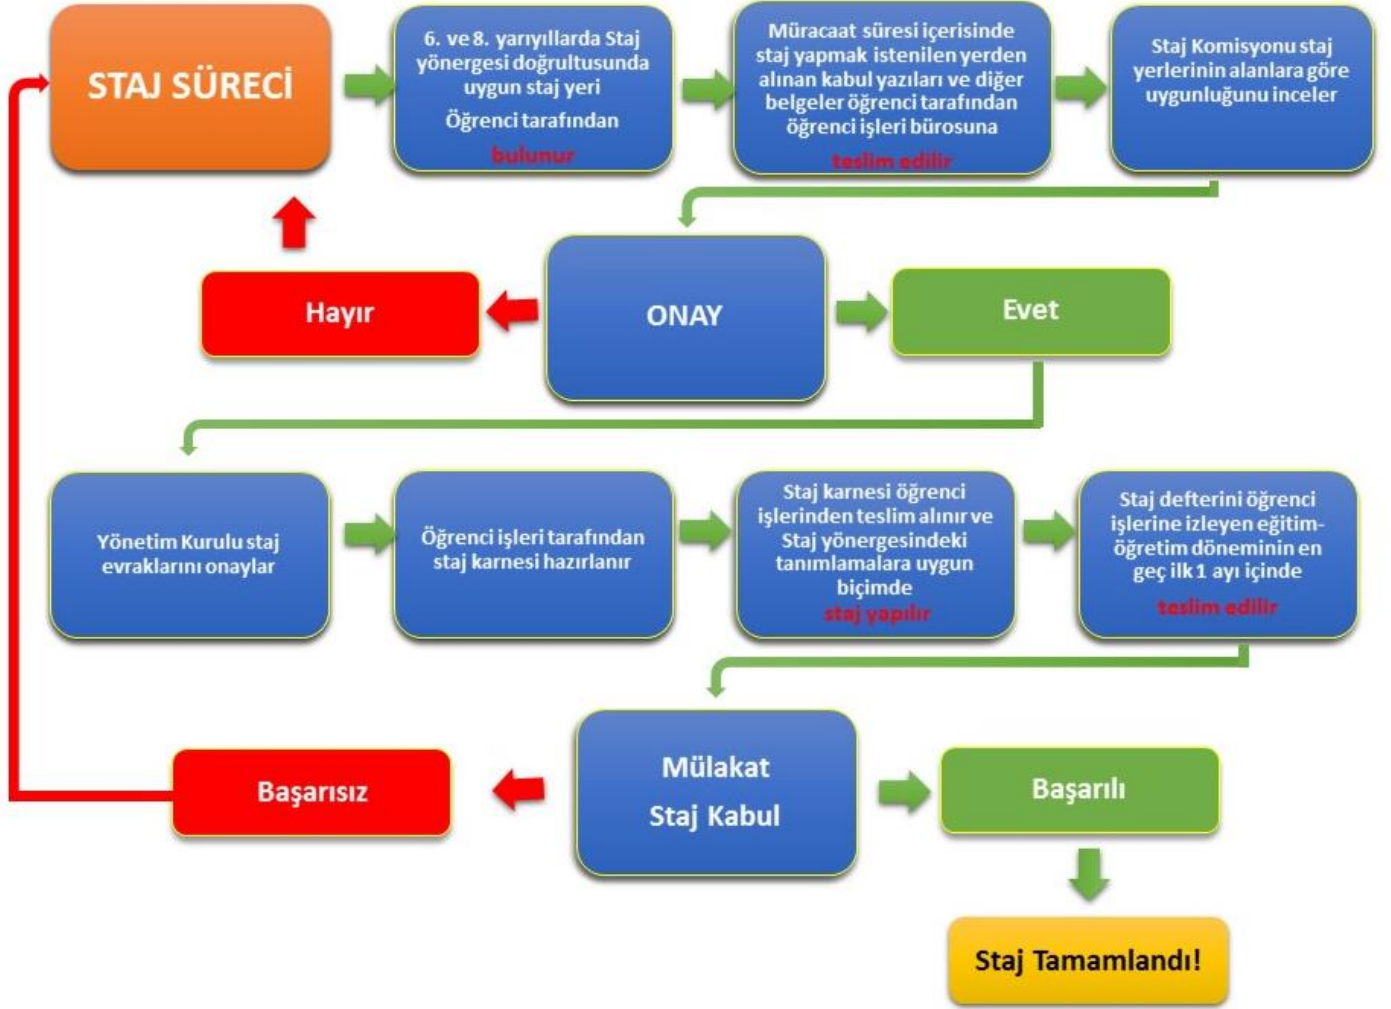 STAJ SÜRECİ
6. ve 8. yarıyıllarda Staj
yönergesi doğrultusunda
uygun staj yeri
Öğrenci tarafından
bulunur
Müracaat süresi içerisinde
staj yapmak istenilen yerden
alınan kabul yazıları ve diğer
belgeler öğrenci tarafından
öğrenci işleri bürosuna
teslim edilir
Staj Komisyonu staj
yerlerinin alanlara göre
uygunluğunu inceler
Hayır
ONAY
Evet
Yönetim Kurulu staj
evraklarını onaylar
Öğrenci işleri tarafından
staj karnesi hazırlanır
Staj karnesi öğrenci
işlerinden teslim alınır ve
Staj yönergesindeki
tanımlamalara uygun
biçimde
staj yapılır
Staj defterini öğrenci
işlerine izleyen eğitim-
öğretim döneminin en
geç ilk 1 ayı içinde
teslim edilir
Başarısız
Mülakat
Staj Kabul
Başarılı
Staj Tamamlandı!